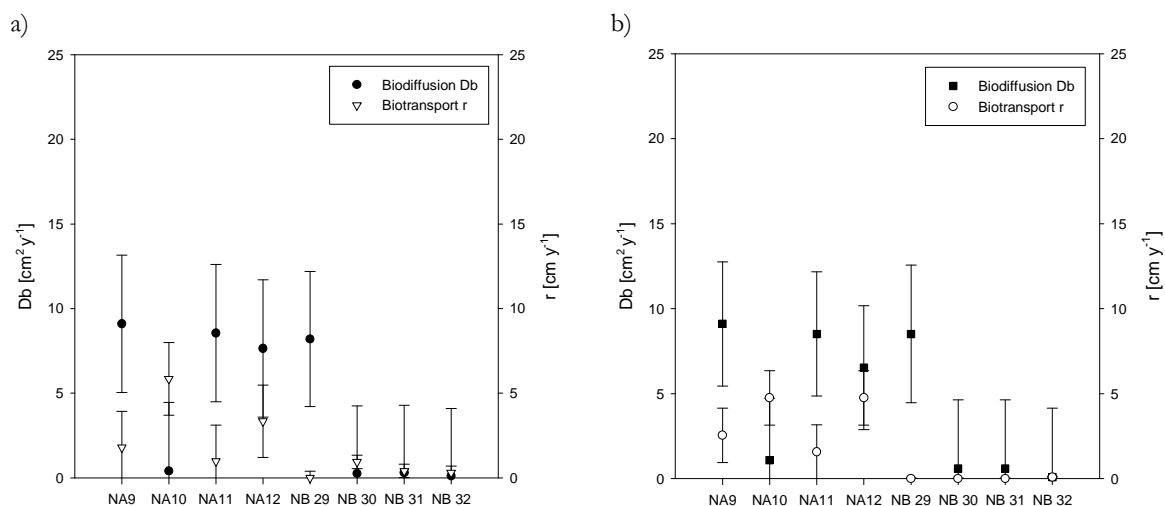 a)
25
20
15
10
5
0
Db [cm² y⁻¹]
25
20
15
10
5
0
r [cm y⁻¹]
Biodiffusion Db
Biotransport r
NA9 NA10 NA11 NA12 NB 29 NB 30 NB 31 NB 32
b)
25
20
15
10
5
0
Db [cm² y⁻¹]
25
20
15
10
5
0
r [cm y⁻¹]
Biodiffusion Db
Biotransport r
NA9 NA10 NA11 NA12 NB 29 NB 30 NB 31 NB 32